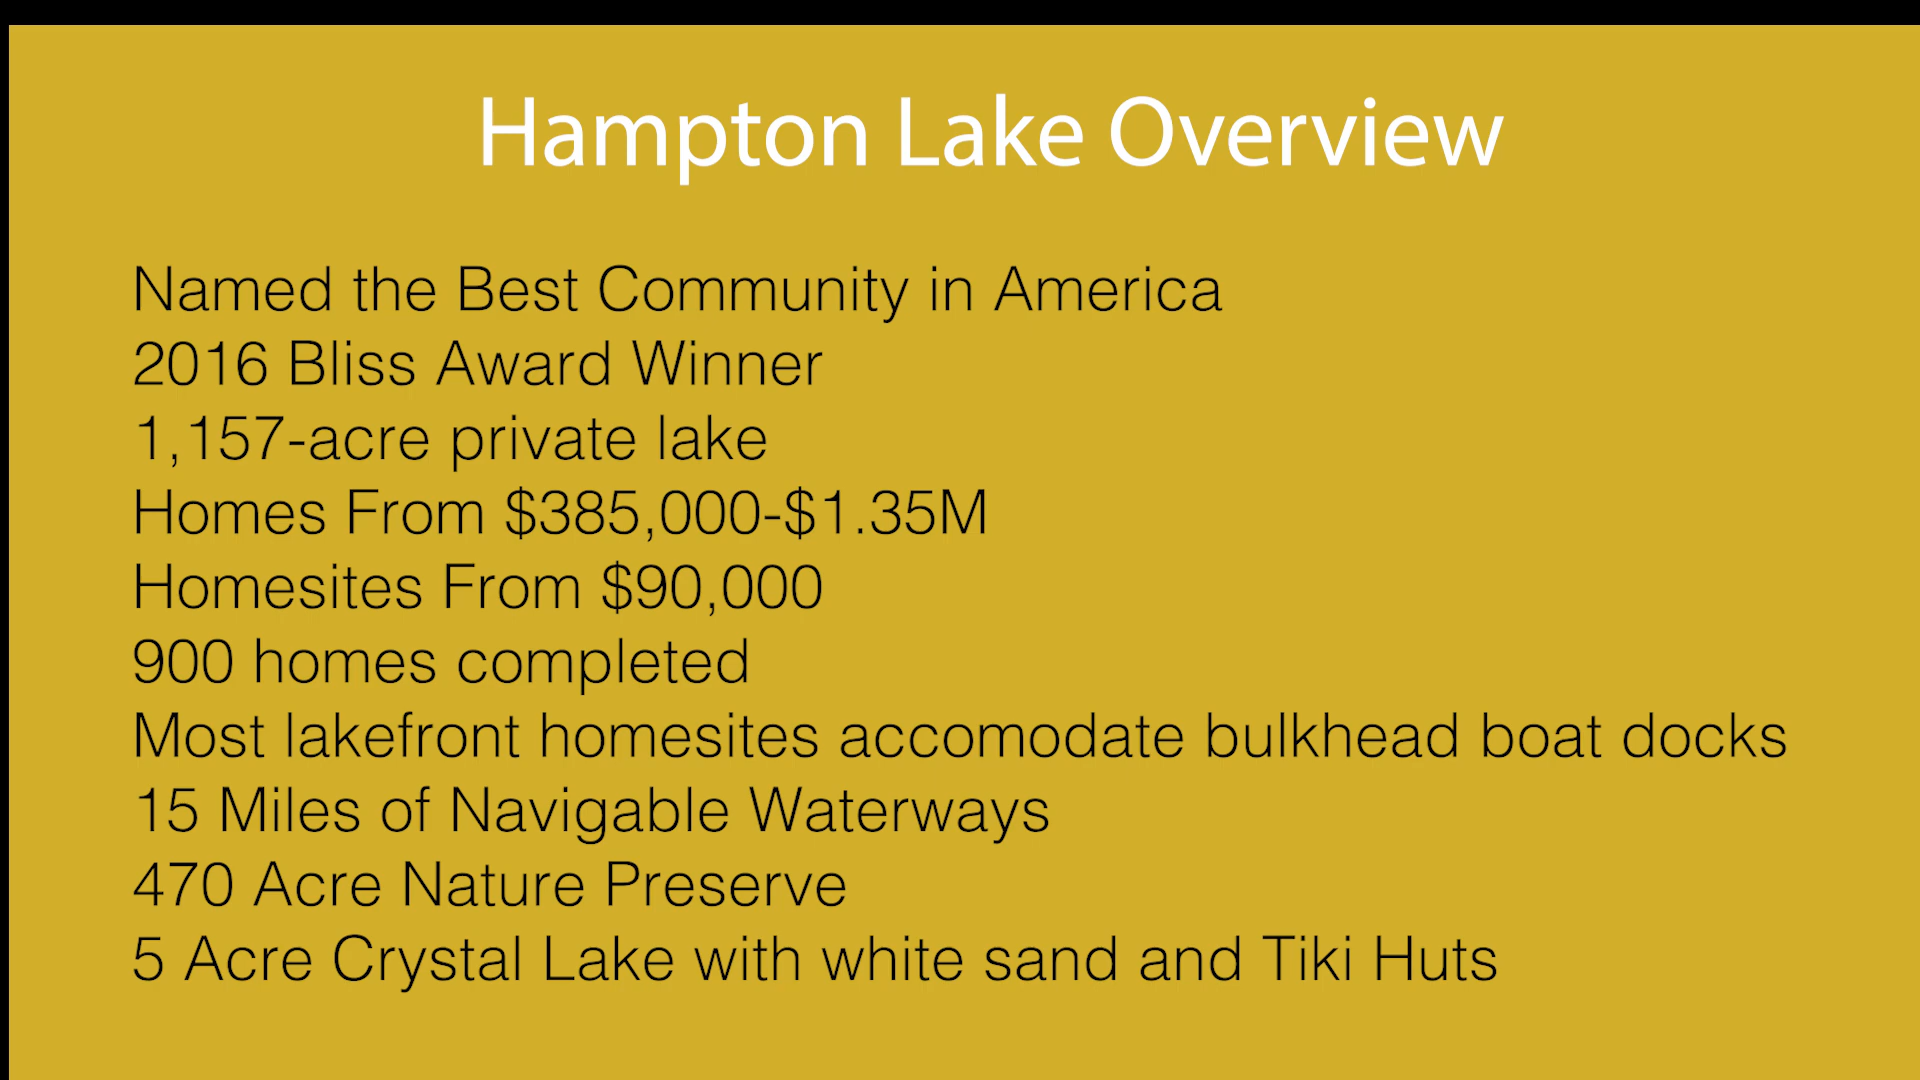 Hampton Lake Overview
Named the Best Community in America
2016 Bliss Award Winner
1,157-acre private lake
Homes From $385,000-$1.35M
Homesites From $90,000
900 homes completed
Most lakefront homesites accomodate bulkhead boat docks
15 Miles of Navigable Waterways
470 Acre Nature Preserve
5 Acre Crystal Lake with white sand and Tiki Huts